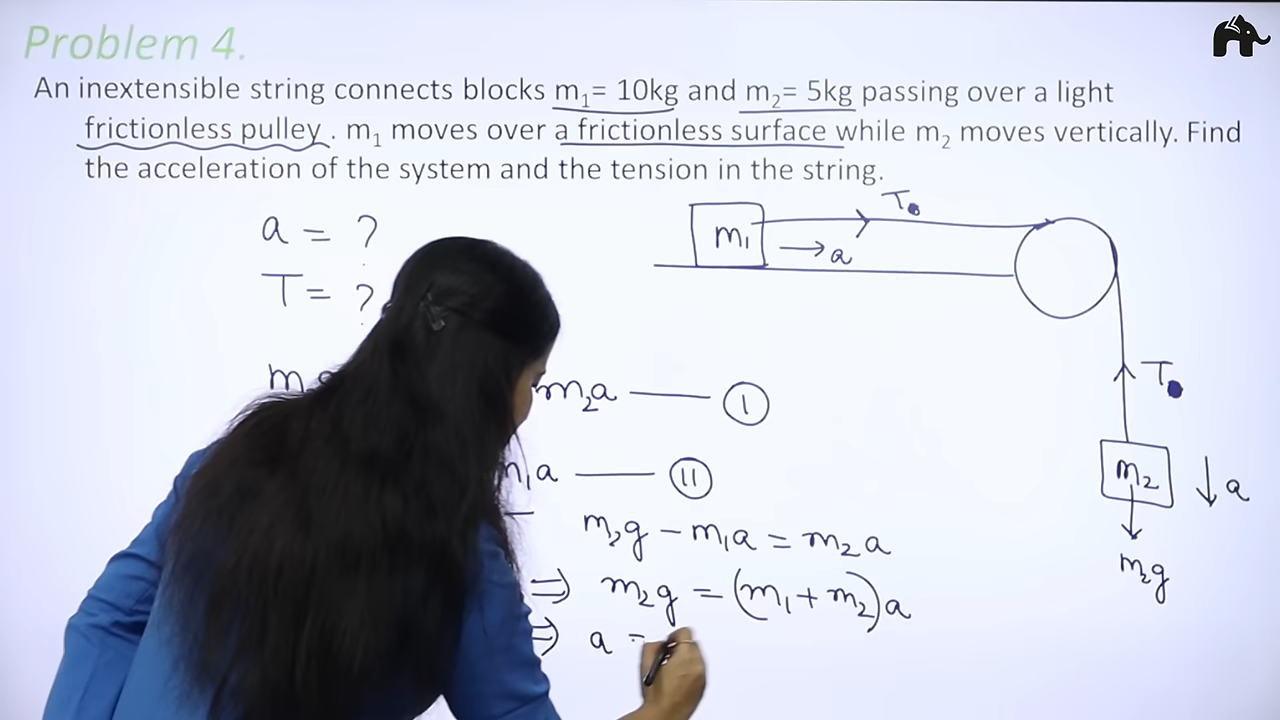 Problem 4.
An inextensible string connects blocks m₁= 10kg and m₂= 5kg passing over a light
frictionless pulley . m₁ moves over a frictionless surface while m₂ moves vertically. Find
the acceleration of the system and the tension in the string.
T
a = ?
m₁
→ a
T = ?
T
m₂a — I
m₂
↓ a
m₁a — II
m₂g - m₁a = m₂a
m₂g
⇒ m₂g = (m₁ + m₂)a
⇒ a =